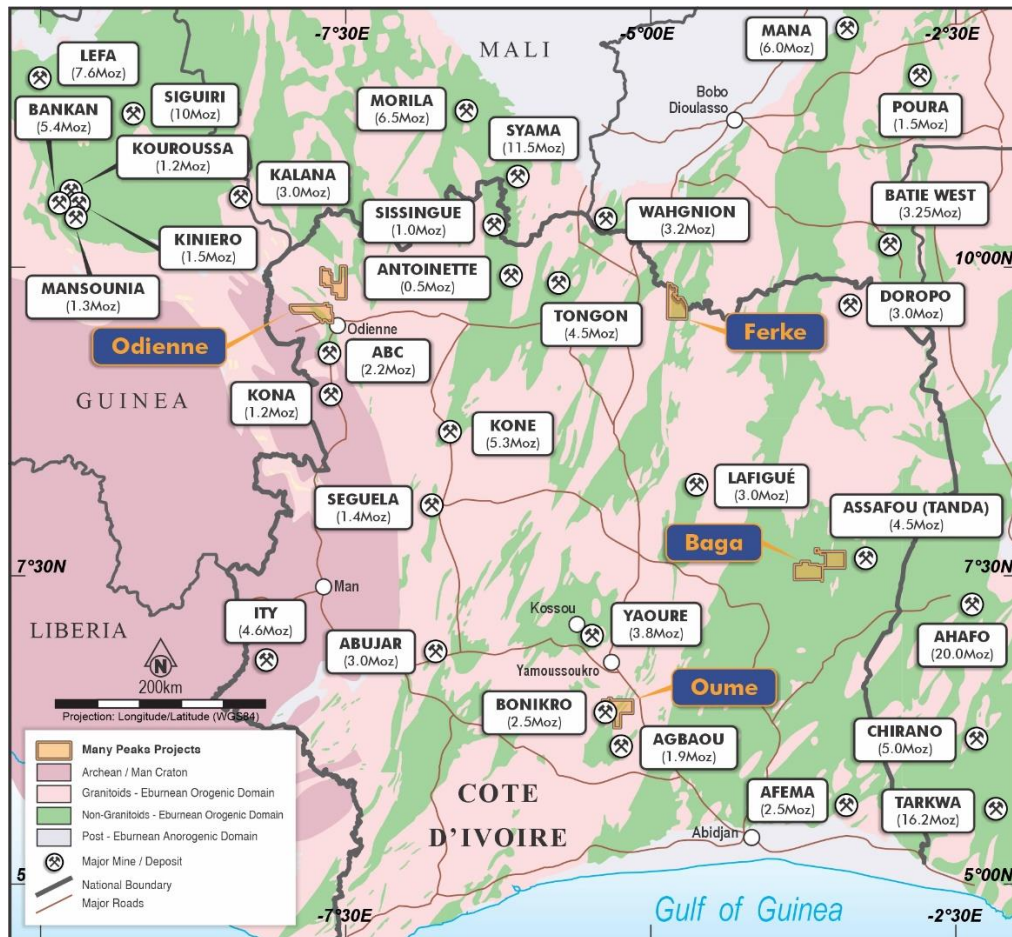 -7°30E
-5°00E
-2°30E
MALI
MANA
(6.0Moz)
LEFA
(7.6Moz)
BANKAN
(5.4Moz)
SIGUIRI
(10Moz)
MORILA
(6.5Moz)
Bobo
Dioulasso
POURA
(1.5Moz)
KOUROUSSA
(1.2Moz)
SYAMA
(11.5Moz)
KALANA
(3.0Moz)
SISSINGUE
(1.0Moz)
WAHGNION
(3.2Moz)
BATIE WEST
(3.25Moz)
KINIERO
(1.5Moz)
10°00N
MANSOUNIA
(1.3Moz)
ANTOINETTE
(0.5Moz)
TONGON
(4.5Moz)
DOROPO
(3.0Moz)
Odienne
Odienne
Ferke
ABC
(2.2Moz)
GUINEA
KONA
(1.2Moz)
KONE
(5.3Moz)
LAFIGUÉ
(3.0Moz)
SEGUELA
(1.4Moz)
ASSAFOU (TANDA)
(4.5Moz)
Baga
7°30N
7°30N
Man
LIBERIA
ITY
(4.6Moz)
Kossou
YAOURE
(3.8Moz)
AHAFO
(20.0Moz)
ABUJAR
(3.0Moz)
Yamoussoukro
N
200km
Projection: Longitude/Latitude (WGS84)
Oume
BONIKRO
(2.5Moz)
AGBAOU
(1.9Moz)
CHIRANO
(5.0Moz)
Many Peaks Projects
Archean / Man Craton
Granitoids - Eburnean Orogenic Domain
Non-Granitoids - Eburnean Orogenic Domain
Post - Eburnean Anorogenic Domain
Major Mine / Deposit
National Boundary
Major Roads
COTE
D'IVOIRE
AFEMA
(2.5Moz)
TARKWA
(16.2Moz)
Abidjan
5
5°00N
-7°30E
Gulf of Guinea
-2°30E